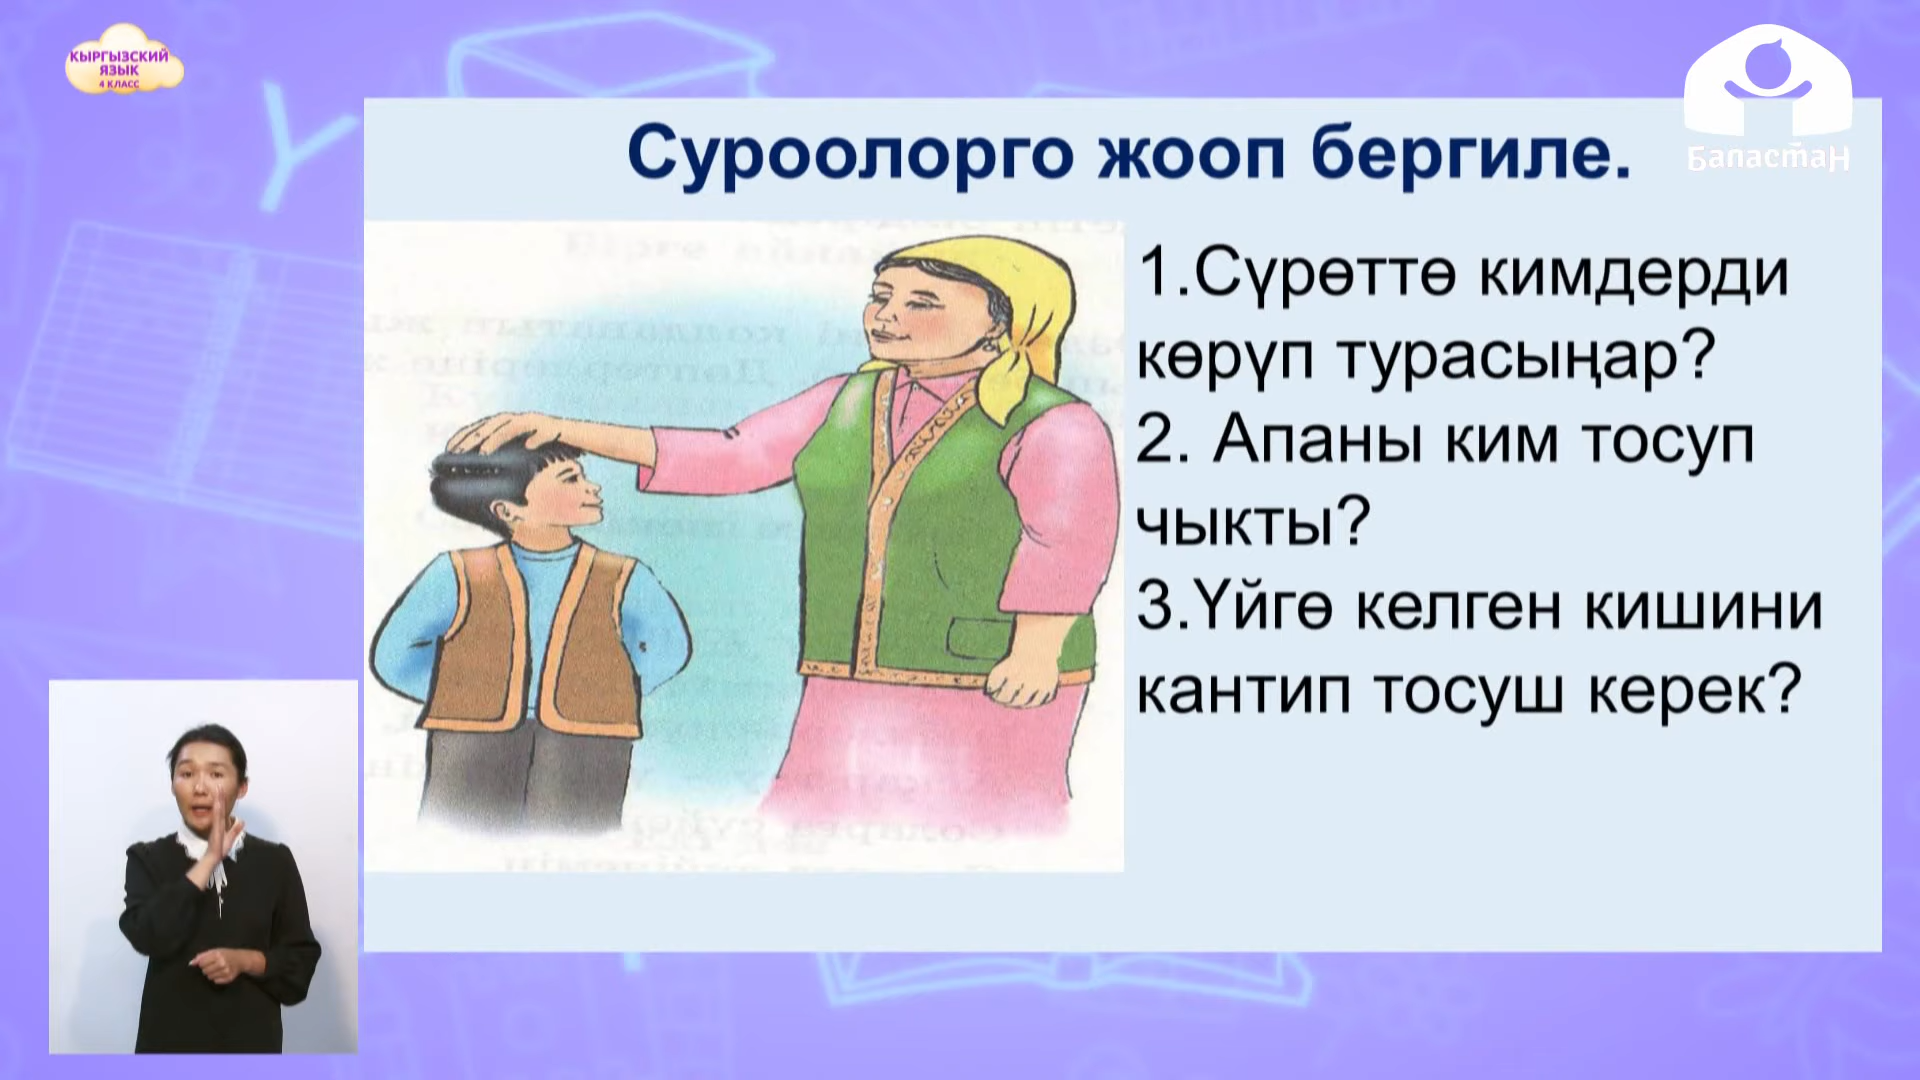 КЫРГЫЗСКИЙ
ЯЗЫК
4 КЛАСС
Баластан
Суроолорго жооп бергиле.
1.Сүрөттө кимдерди
көрүп турасыңар?
2. Апаны ким тосуп
чыкты?
3.Үйгө келген кишини
кантип тосуш керек?